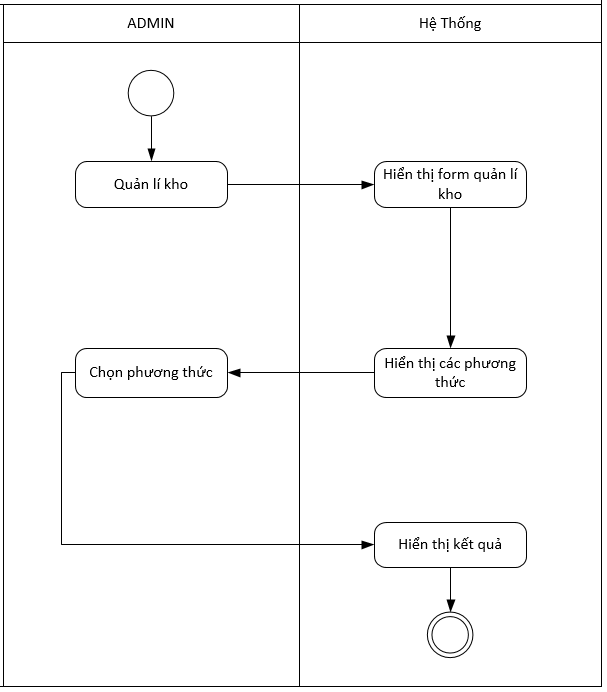 ADMIN
Hệ Thống
Quản lí kho
Hiển thị form quản lí
kho
Chọn phương thức
Hiển thị các phương
thức
Hiển thị kết quả